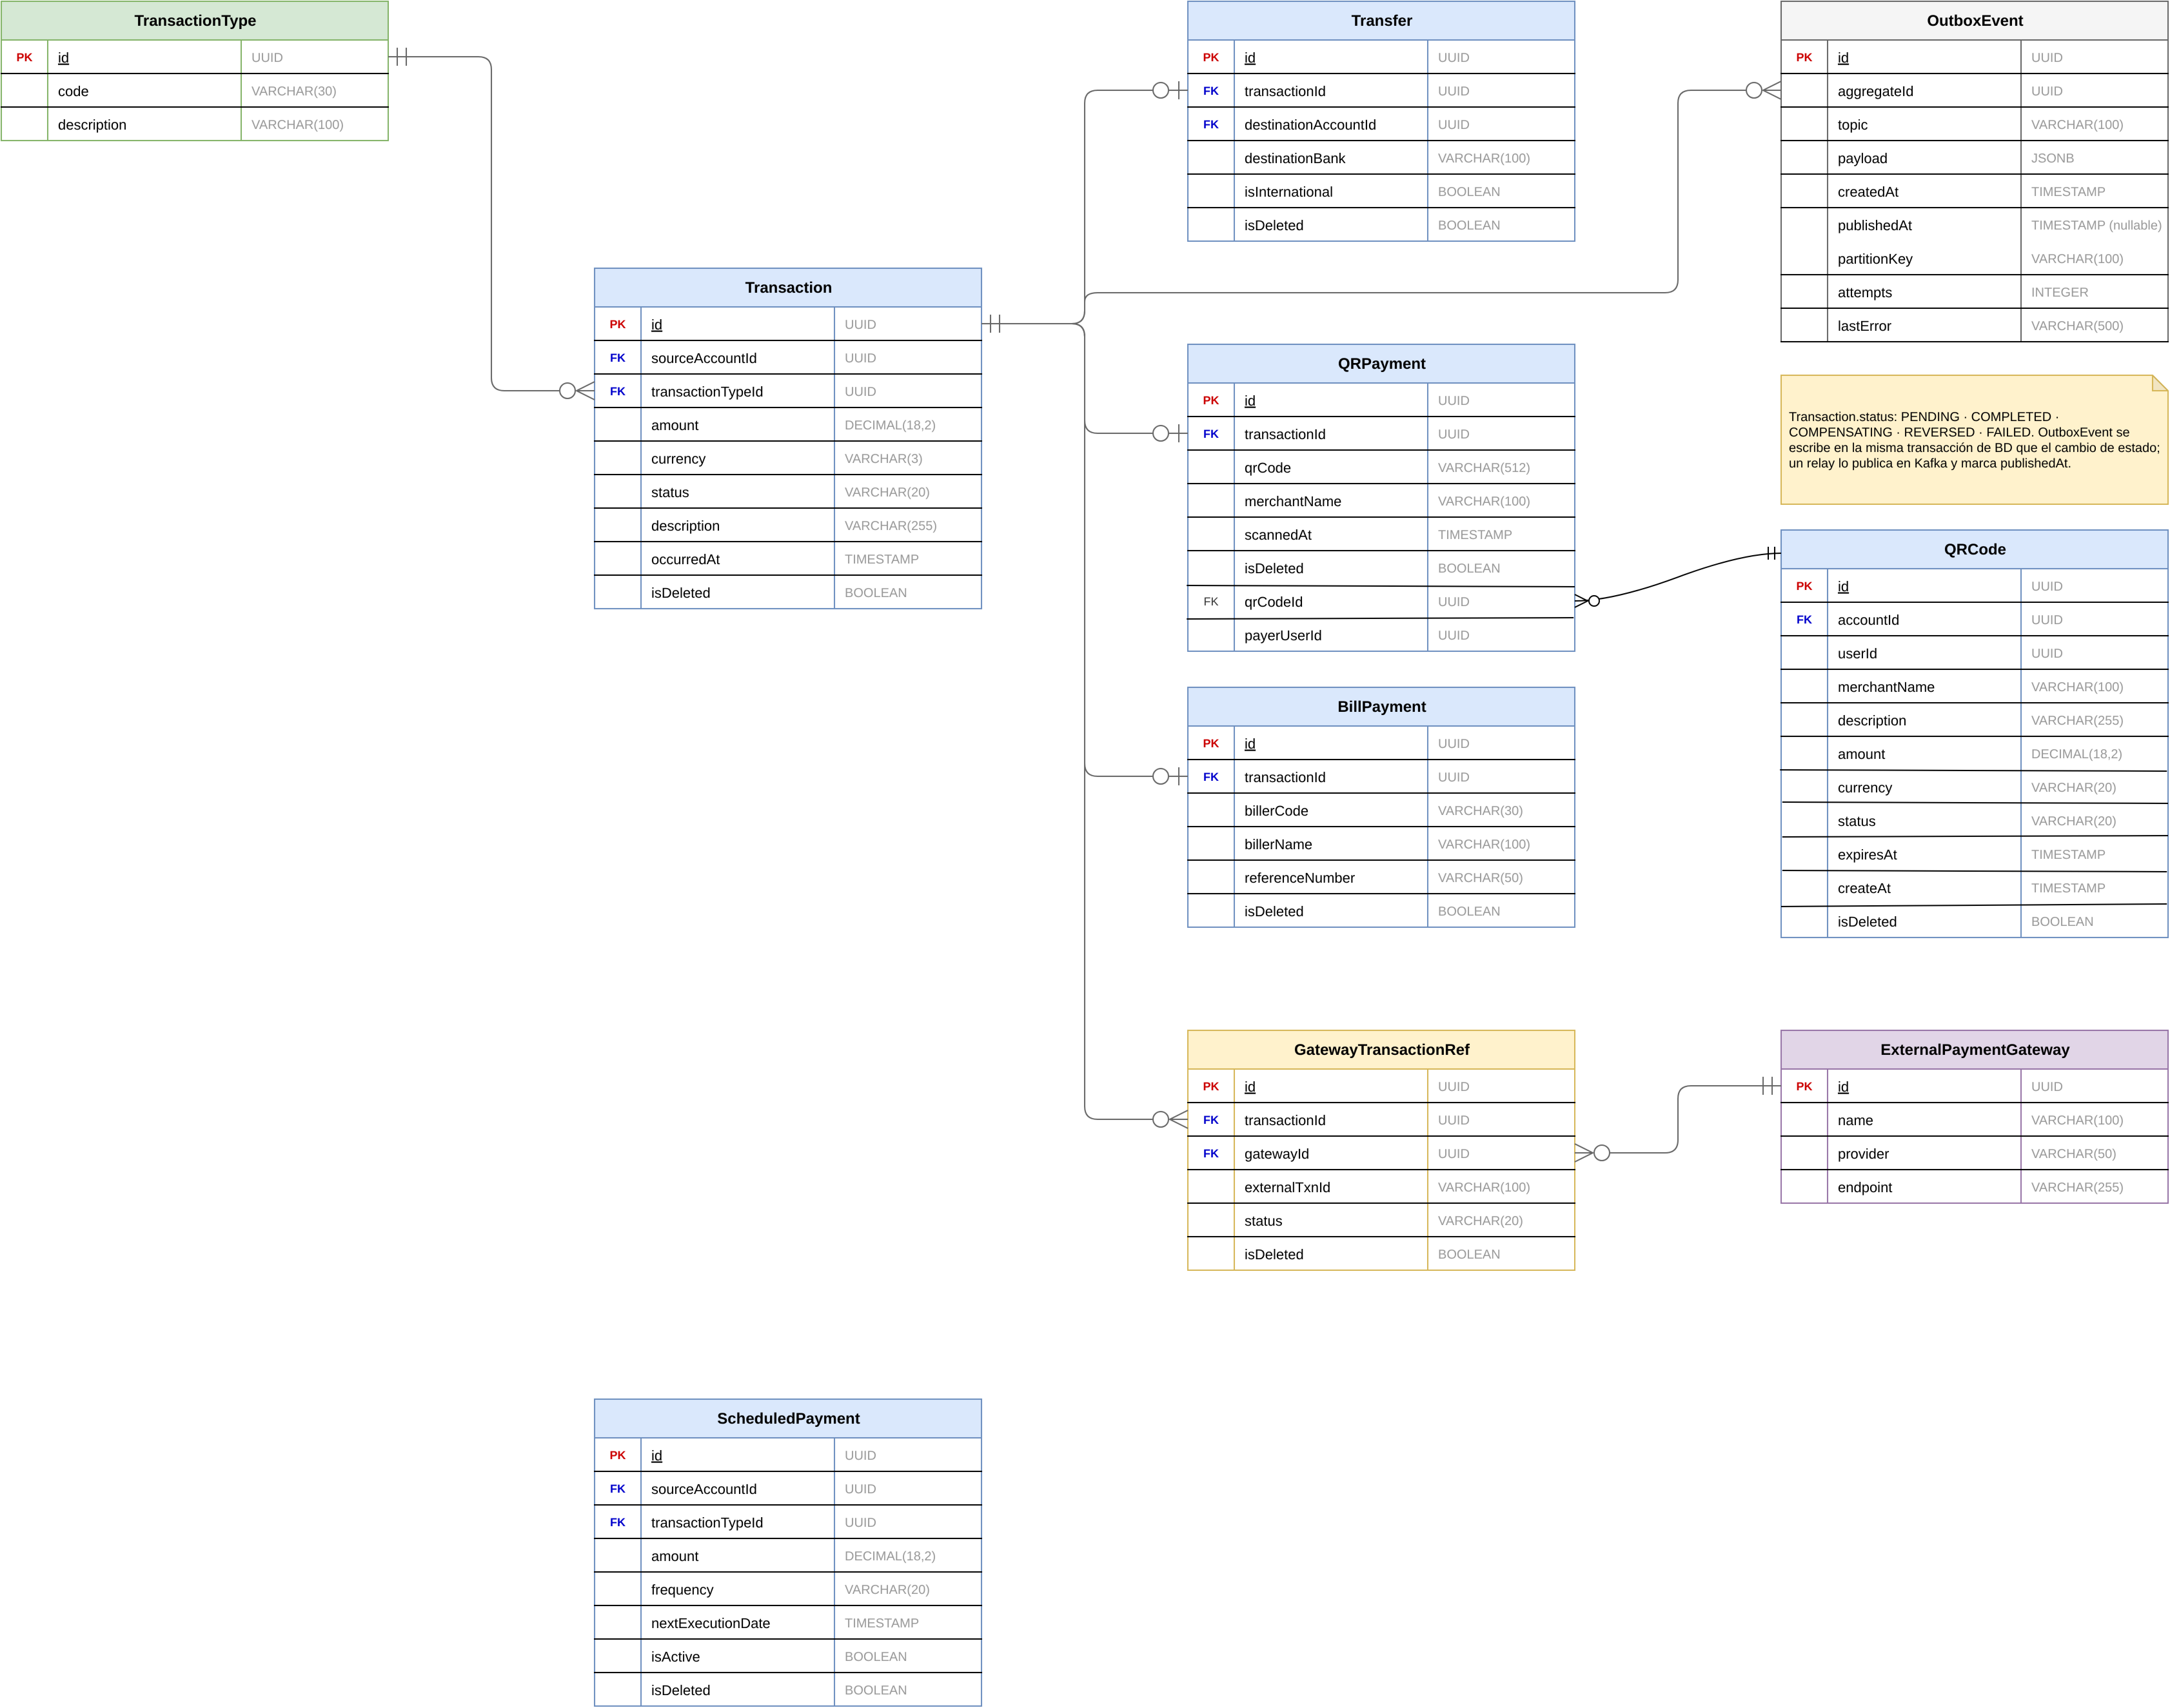 TransactionType
PK id UUID
code VARCHAR(30)
description VARCHAR(100)
Transaction
PK id UUID
FK sourceAccountId UUID
FK transactionTypeId UUID
amount DECIMAL(18,2)
currency VARCHAR(3)
status VARCHAR(20)
description VARCHAR(255)
occurredAt TIMESTAMP
isDeleted BOOLEAN
Transfer
PK id UUID
FK transactionId UUID
FK destinationAccountId UUID
destinationBank VARCHAR(100)
isInternational BOOLEAN
isDeleted BOOLEAN
QRPayment
PK id UUID
FK transactionId UUID
qrCode VARCHAR(512)
merchantName VARCHAR(100)
scannedAt TIMESTAMP
isDeleted BOOLEAN
FK qrCodeId UUID
payerUserId UUID
BillPayment
PK id UUID
FK transactionId UUID
billerCode VARCHAR(30)
billerName VARCHAR(100)
referenceNumber VARCHAR(50)
isDeleted BOOLEAN
GatewayTransactionRef
PK id UUID
FK transactionId UUID
FK gatewayId UUID
externalTxnId VARCHAR(100)
status VARCHAR(20)
isDeleted BOOLEAN
OutboxEvent
PK id UUID
aggregateId UUID
topic VARCHAR(100)
payload JSONB
createdAt TIMESTAMP
publishedAt TIMESTAMP (nullable)
partitionKey VARCHAR(100)
attempts INTEGER
lastError VARCHAR(500)
Transaction.status: PENDING · COMPLETED ·
COMPENSATING · REVERSED · FAILED. OutboxEvent se
escribe en la misma transacción de BD que el cambio de estado;
un relay lo publica en Kafka y marca publishedAt.
QRCode
PK id UUID
FK accountId UUID
userId UUID
merchantName VARCHAR(100)
description VARCHAR(255)
amount DECIMAL(18,2)
currency VARCHAR(20)
status VARCHAR(20)
expiresAt TIMESTAMP
createAt TIMESTAMP
isDeleted BOOLEAN
ExternalPaymentGateway
PK id UUID
name VARCHAR(100)
provider VARCHAR(50)
endpoint VARCHAR(255)
ScheduledPayment
PK id UUID
FK sourceAccountId UUID
FK transactionTypeId UUID
amount DECIMAL(18,2)
frequency VARCHAR(20)
nextExecutionDate TIMESTAMP
isActive BOOLEAN
isDeleted BOOLEAN